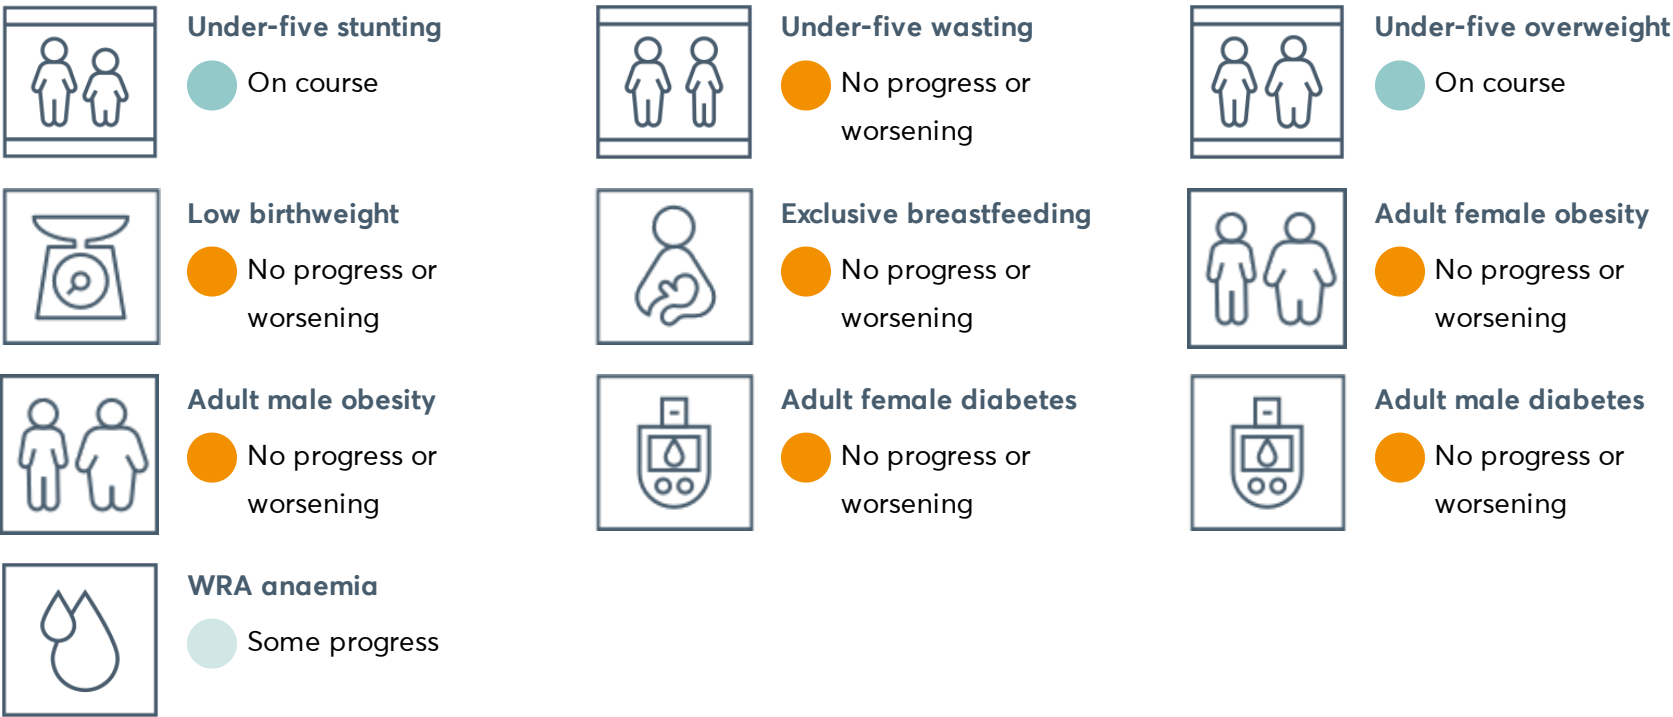 Under-five stunting
On course
Under-five wasting
No progress or
worsening
Under-five overweight
On course
Low birthweight
No progress or
worsening
Exclusive breastfeeding
No progress or
worsening
Adult female obesity
No progress or
worsening
Adult male obesity
No progress or
worsening
Adult female diabetes
No progress or
worsening
Adult male diabetes
No progress or
worsening
WRA anaemia
Some progress